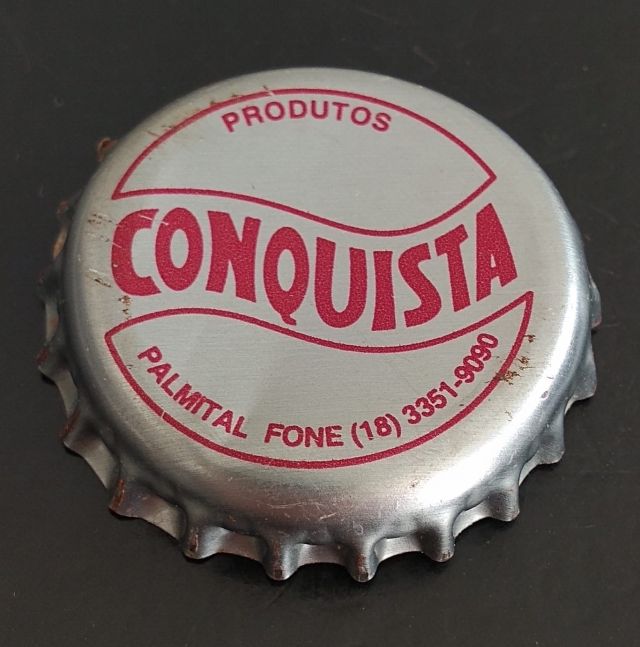 PRODUTOS
CONQUISTA
PALMITAL FONE (18) 3351-9090